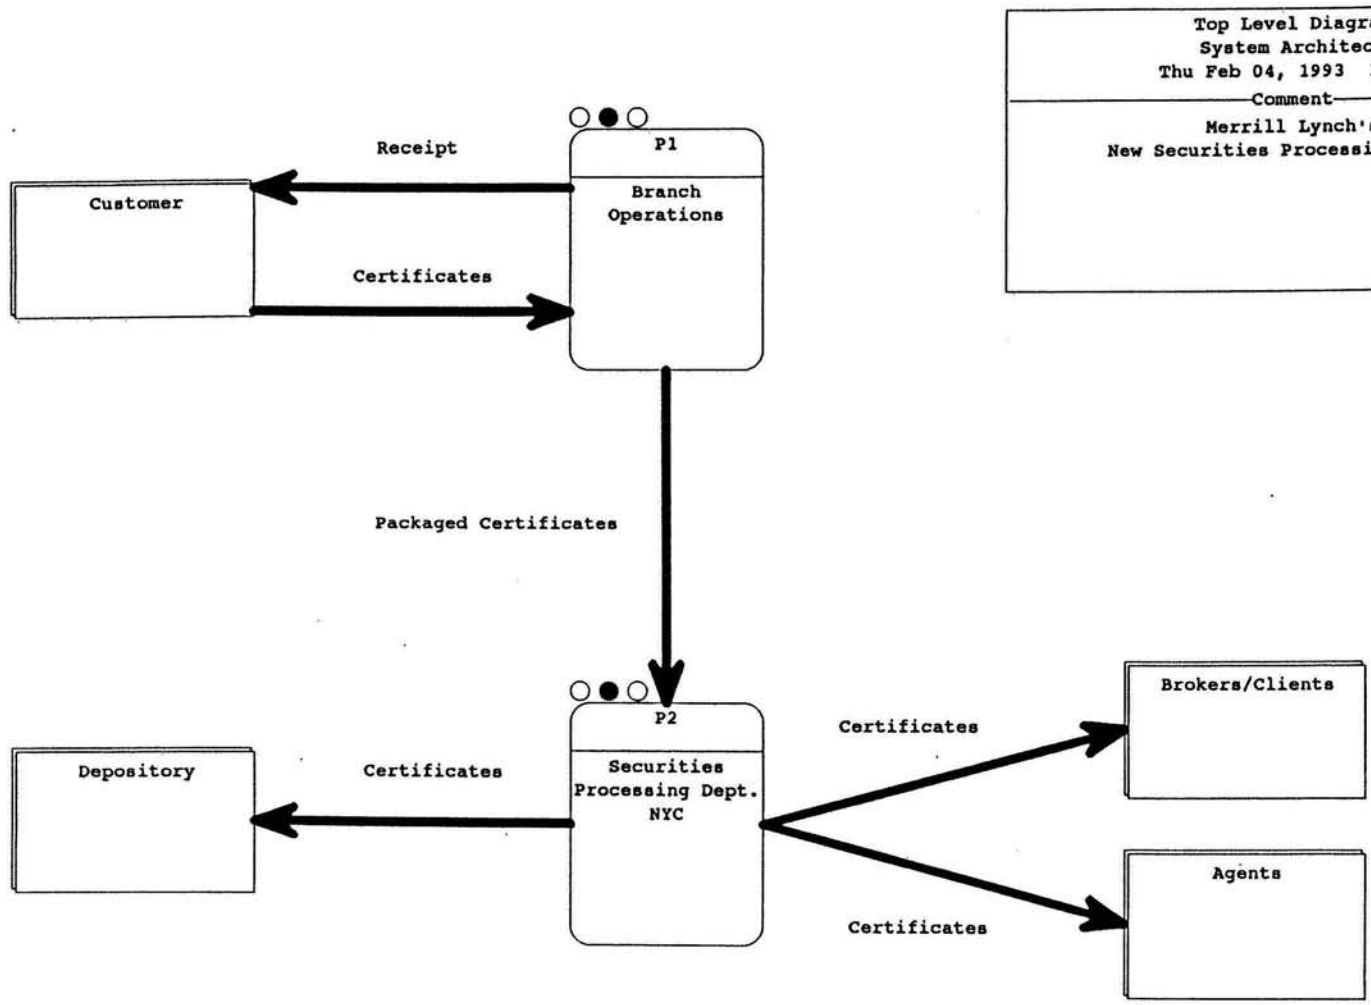 Top Level Diagra
System Architec
Thu Feb 04, 1993
Comment
Merrill Lynch'
New Securities Processi
P1
Branch
Operations
Receipt
Customer
Certificates
Packaged Certificates
P2
Securities
Processing Dept.
NYC
Certificates
Depository
Certificates
Brokers/Clients
Certificates
Agents